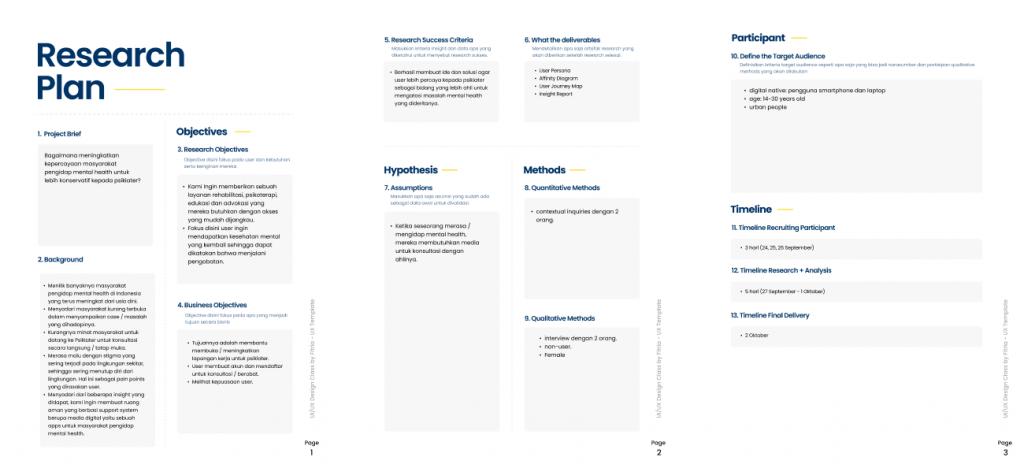 Research
Plan
1. Project Brief
Bagaimana meningkatkan
kepercayaan masyarakat
pengidap mental health untuk
lebih konservatif kepada psikiater?
2. Background
• Menilik banyaknya masyarakat
pengidap mental health di Indonesia
yang terus meningkat dari usia dini.
• Menyadari masyarakat kurang terbuka
dalam menyampaikan case / masalah
yang dihadapinya.
• Kurangnya minat masyarakat untuk
datang ke Psikiater untuk konsultasi
secara langsung / tatap muka.
• Merasa malu dengan stigma yang
sering terjadi pada lingkungan sekitar,
sehingga sering menutup diri dari
lingkungan. Hal ini sebagai pain points
yang dirasakan user.
• Menyadari dari beberapa insight yang
didapat, kami ingin membuat ruang
aman yang berbasi support system
berupa media digital yaitu sebuah
apps untuk masyarakat pengidap
mental health.
Objectives
3. Research Objectives
Objective disini fokus pada user dan kebutuhan
serta keinginan mereka
• Kami ingin memberikan sebuah
layanan rehabilitasi, psikoterapi,
edukasi dan advokasi yang
mereka butuhkan dengan akses
yang mudah dijangkau.
• Fokus disini user ingin
mendapatkan kesehatan mental
yang kembali sehingga dapat
dikatakan bahwa menjalani
pengobatan.
4. Business Objectives
Objective disini fokus pada apa yang menjadi
tujuan secara bisnis
• Tujuannya adalah membantu
membuka / meningkatkan
lapangan kerja untuk psikiater.
• User membuat akun dan mendaftar
untuk konsultasi / berobat.
• Melihat kepuasaan user.
UI/UX Design Class by Fitria - UX Template
Page
1
5. Research Success Criteria
Masukkan kriteria insight dan data apa yang
diketahui untuk menyebut research sukses.
• Berhasil membuat ide dan solusi agar
user lebih percaya kepada psikiater
sebagai bidang yang lebih ahli untuk
mengatasi masalah mental health
yang dideritanya.
6. What the deliverables
Mendetailkan apa saja artefak research yang
akan diberikan setelah research selesai.
• User Persona
• Affinity Diagram
• User Journey Map
• Insight Report
Hypothesis
7. Assumptions
Masukkan apa saja asumsi yang sudah ada
sebagai data awal untuk divalidasi
• Ketika seseorang merasa /
mengidap mental health,
mereka membutuhkan media
untuk konsultasi dengan
ahlinya.
Methods
8. Quantitative Methods
• contextual inquiries dengan 2
orang.
9. Qualitative Methods
• interview dengan 2 orang.
• non-user.
• Female
UI/UX Design Class by Fitria - UX Template
Page
2
Participant
10. Define the Target Audience
Definisikan kriteria target audience seperti apa saja yang bisa jadi narasumber dan partisipan qualitative
methods yang akan dilakukan
• digital native: pengguna smartphone dan laptop
• age: 14-30 years old
• urban people
Timeline
11. Timeline Recruiting Participant
• 3 hari (24, 25, 26 September)
12. Timeline Research + Analysis
• 5 hari (27 September - 1 Oktober)
13. Timeline Final Delivery
• 2 Oktober
UI/UX Design Class by Fitria - UX Template
Page
3